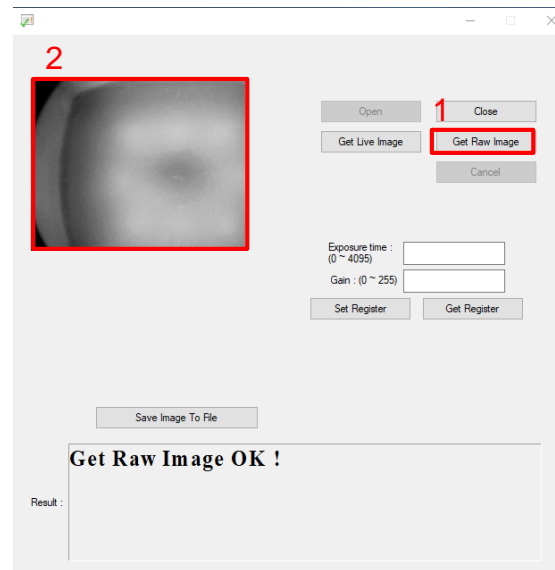 2
1
Open
Close
Get Live Image
Get Raw Image
Cancel
Exposure time :
(0 ~ 4095)
Gain : (0 ~ 255)
Set Register
Get Register
Save Image To File
Get Raw Image OK !
Result :